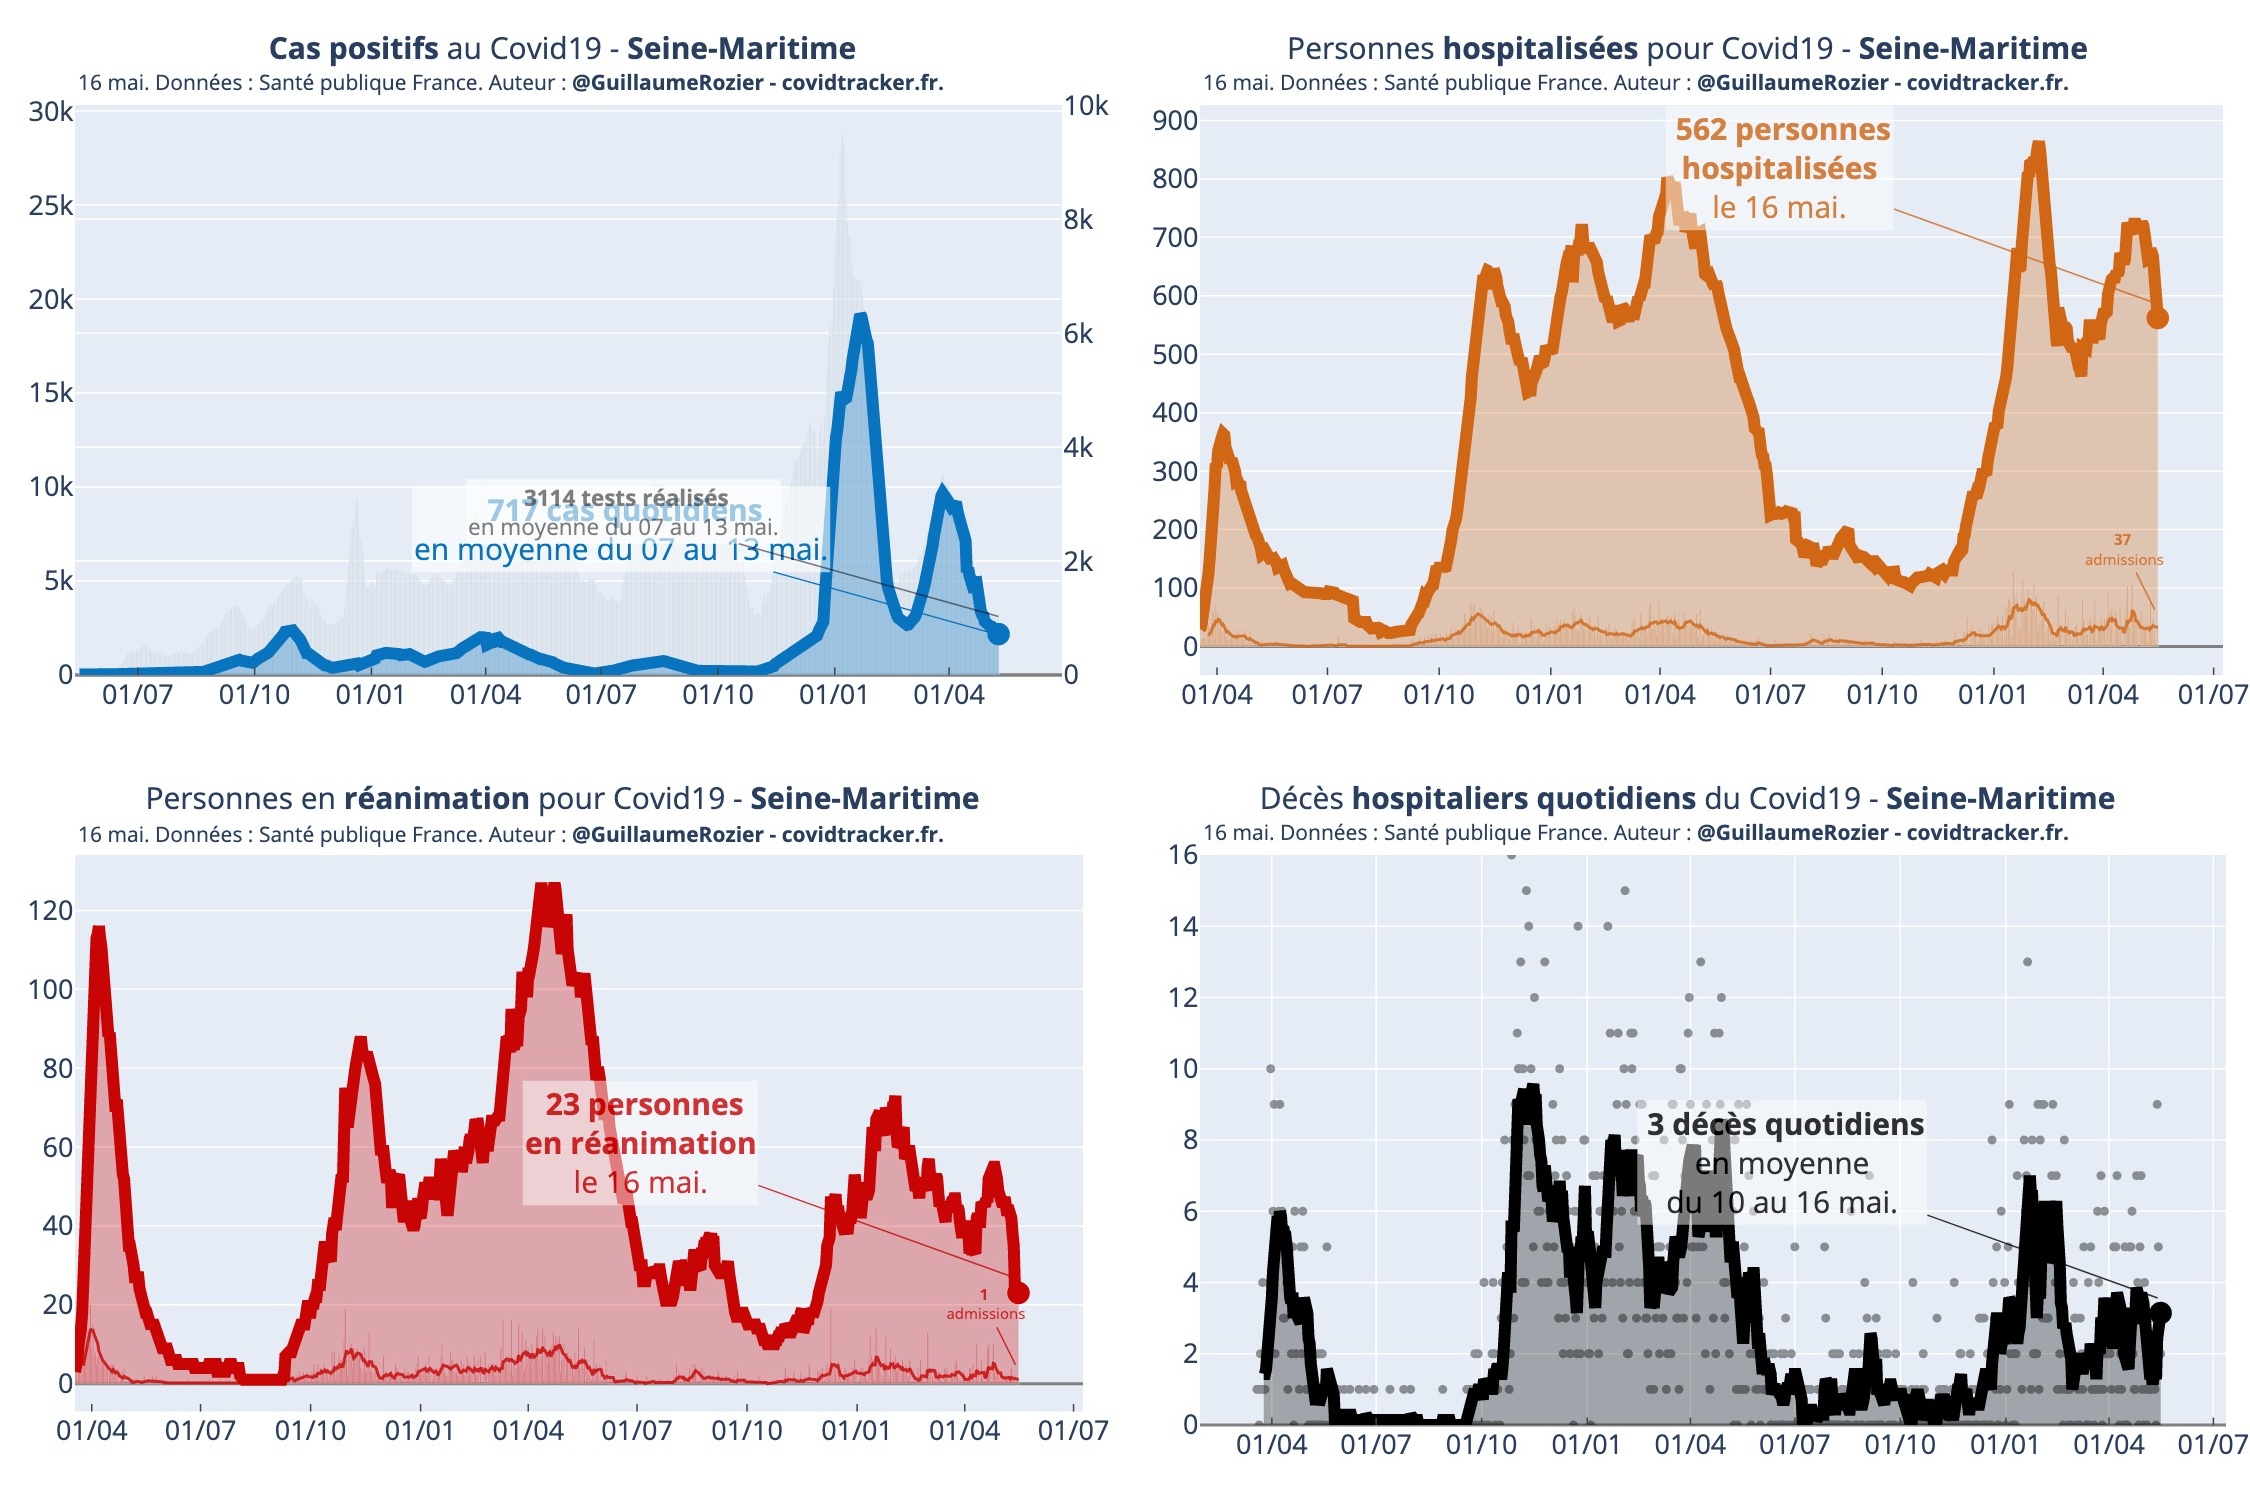 Cas positifs au Covid19 - Seine-Maritime
16 mai. Données : Santé publique France. Auteur : @GuillaumeRozier - covidtracker.fr.
30k
25k
20k
15k
10k
5k
0
10k
8k
6k
4k
2k
0
3114 tests réalisés
en moyenne du 07 au 13 mai.
717 cas quotidiens
en moyenne du 07 au 13 mai.
01/07 01/10 01/01 01/04 01/07 01/10 01/01 01/04
Personnes hospitalisées pour Covid19 - Seine-Maritime
16 mai. Données : Santé publique France. Auteur : @GuillaumeRozier - covidtracker.fr.
900
800
700
600
500
400
300
200
100
0
562 personnes
hospitalisées
le 16 mai.
37
admissions
01/04 01/07 01/10 01/01 01/04 01/07 01/10 01/01 01/04 01/07
Personnes en réanimation pour Covid19 - Seine-Maritime
16 mai. Données : Santé publique France. Auteur : @GuillaumeRozier - covidtracker.fr.
120
100
80
60
40
20
0
23 personnes
en réanimation
le 16 mai.
1
admissions
01/04 01/07 01/10 01/01 01/04 01/07 01/10 01/01 01/04 01/07
Décès hospitaliers quotidiens du Covid19 - Seine-Maritime
16 mai. Données : Santé publique France. Auteur : @GuillaumeRozier - covidtracker.fr.
16
14
12
10
8
6
4
2
0
3 décès quotidiens
en moyenne
du 10 au 16 mai.
01/04 01/07 01/10 01/01 01/04 01/07 01/10 01/01 01/04 01/07